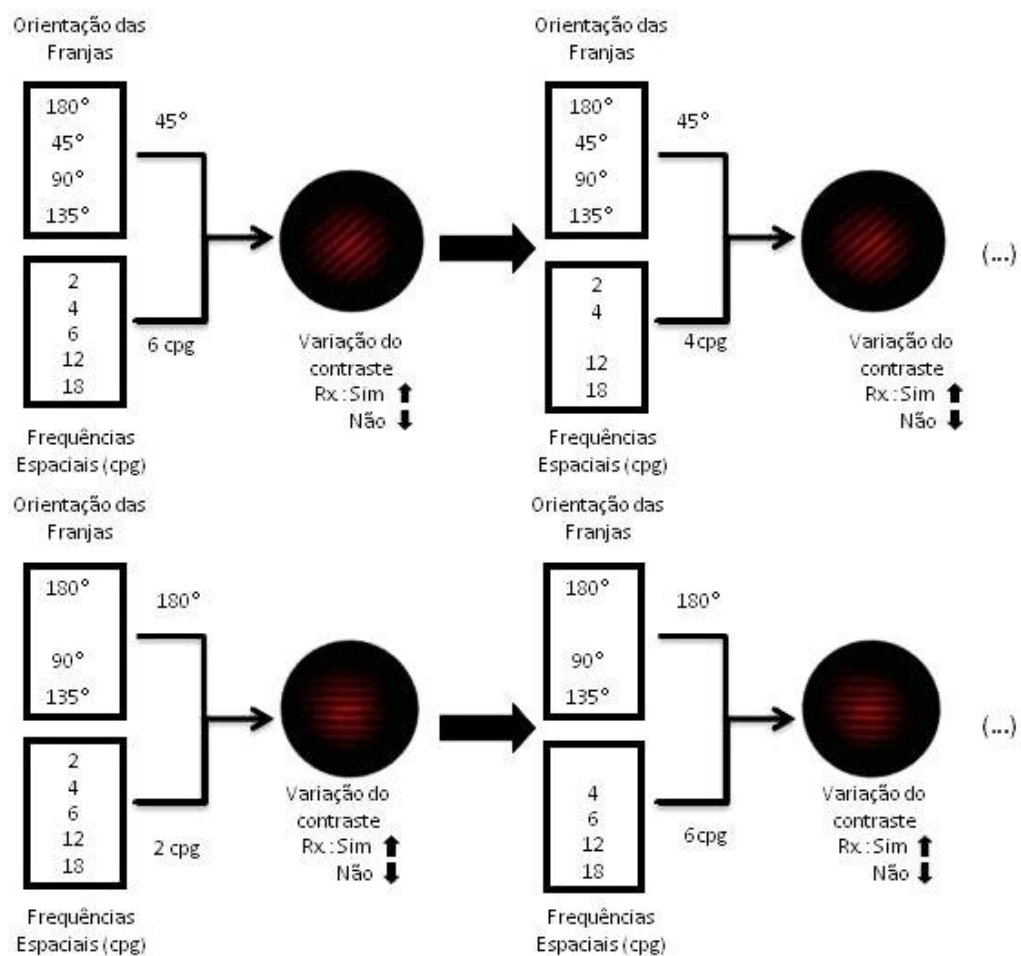 Orientação das
Franjas
180°
45°
90°
135°
45°
2
4
6
12
18
6 cpg
Frequências
Espaciais (cpg)
Variação do
contraste
Rx.: Sim
Não
Orientação das
Franjas
180°
45°
90°
135°
45°
2
4
12
18
4cpg
Frequências
Espaciais (cpg)
Variação do
contraste
Rx.: Sim
Não
(...)
Orientação das
Franjas
180°
90°
135°
180°
2
4
6
12
18
2 cpg
Frequências
Espaciais (cpg)
Variação do
contraste
Rx.: Sim
Não
Orientação das
Franjas
180°
90°
135°
180°
4
6
12
18
6cpg
Frequências
Espaciais (cpg)
Variação do
contraste
Rx.: Sim
Não
(...)